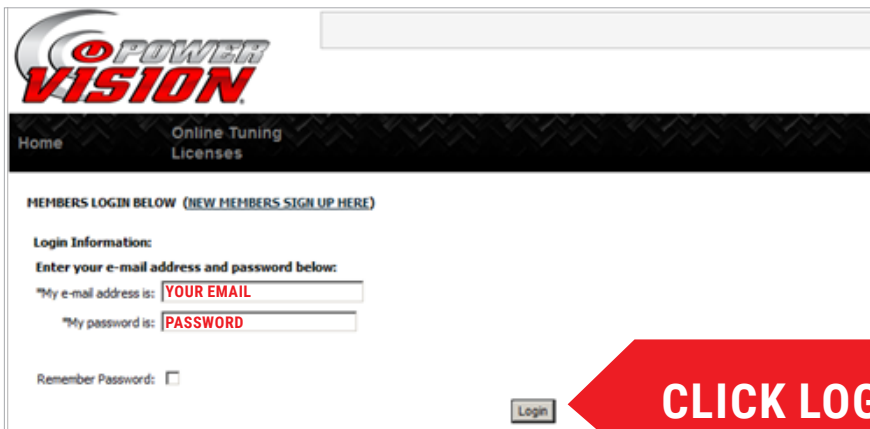 POWER
VISION
Home
Online Tuning
Licenses
MEMBERS LOGIN BELOW (NEW MEMBERS SIGN UP HERE)
Login Information:
Enter your e-mail address and password below:
*My e-mail address is: YOUR EMAIL
*My password is: PASSWORD
Remember Password:
Login
CLICK LOG